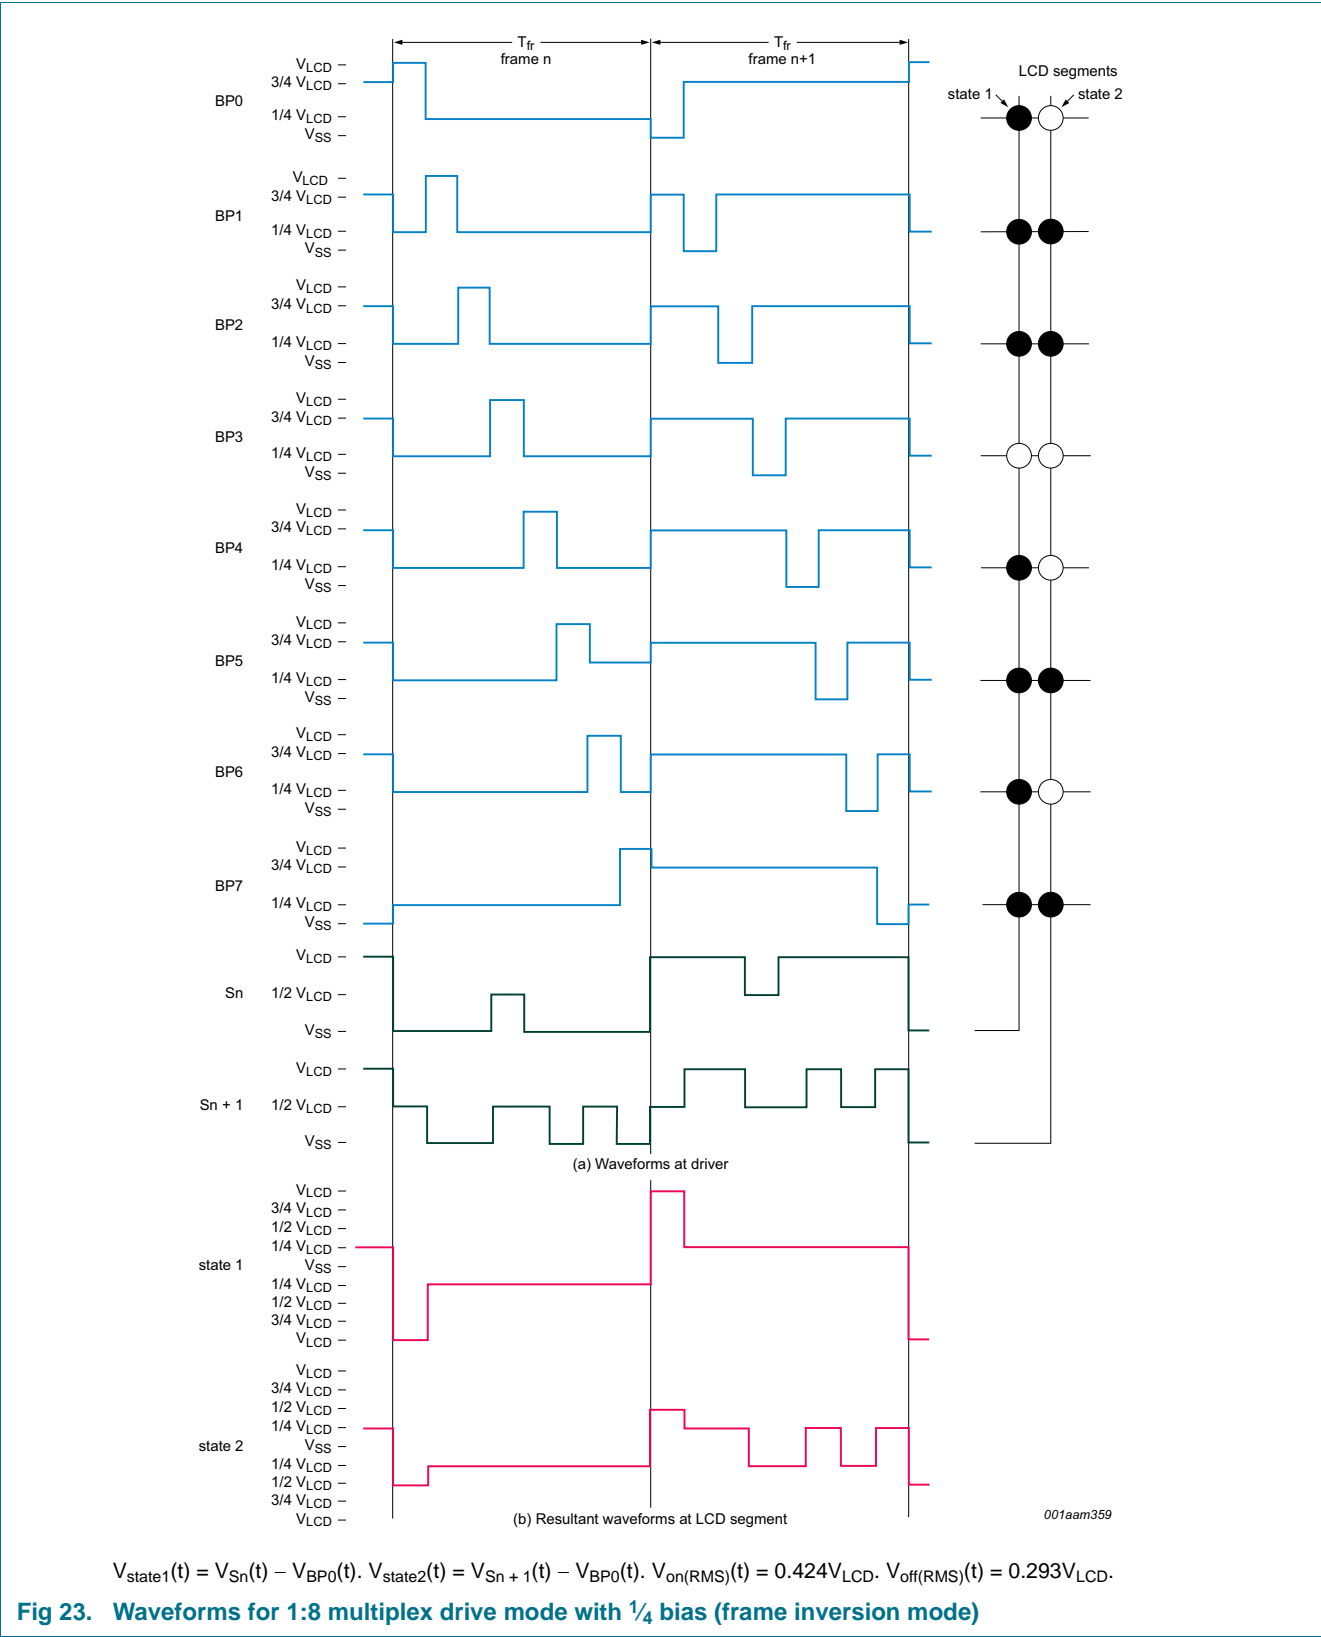 Tfr Tfr
frame n frame n+1
LCD segments
state 1 state 2
VLCD
3/4 VLCD
BP0
1/4 VLCD
VSS
VLCD
3/4 VLCD
BP1
1/4 VLCD
VSS
VLCD
3/4 VLCD
BP2
1/4 VLCD
VSS
VLCD
3/4 VLCD
BP3
1/4 VLCD
VSS
VLCD
3/4 VLCD
BP4
1/4 VLCD
VSS
VLCD
3/4 VLCD
BP5
1/4 VLCD
VSS
VLCD
3/4 VLCD
BP6
1/4 VLCD
VSS
VLCD
3/4 VLCD
BP7
1/4 VLCD
VSS
VLCD
Sn 1/2 VLCD
VSS
VLCD
Sn + 1 1/2 VLCD
VSS
(a) Waveforms at driver
VLCD
3/4 VLCD
1/2 VLCD
1/4 VLCD
state 1 VSS
1/4 VLCD
1/2 VLCD
3/4 VLCD
VLCD
VLCD
3/4 VLCD
1/2 VLCD
1/4 VLCD
state 2 VSS
1/4 VLCD
1/2 VLCD
3/4 VLCD
VLCD
(b) Resultant waveforms at LCD segment
001aam359
Vstate1(t) = VSn(t) − VBP0(t). Vstate2(t) = VSn + 1(t) − VBP0(t). Von(RMS)(t) = 0.424VLCD. Voff(RMS)(t) = 0.293VLCD.
Fig 23. Waveforms for 1:8 multiplex drive mode with 1⁄4 bias (frame inversion mode)